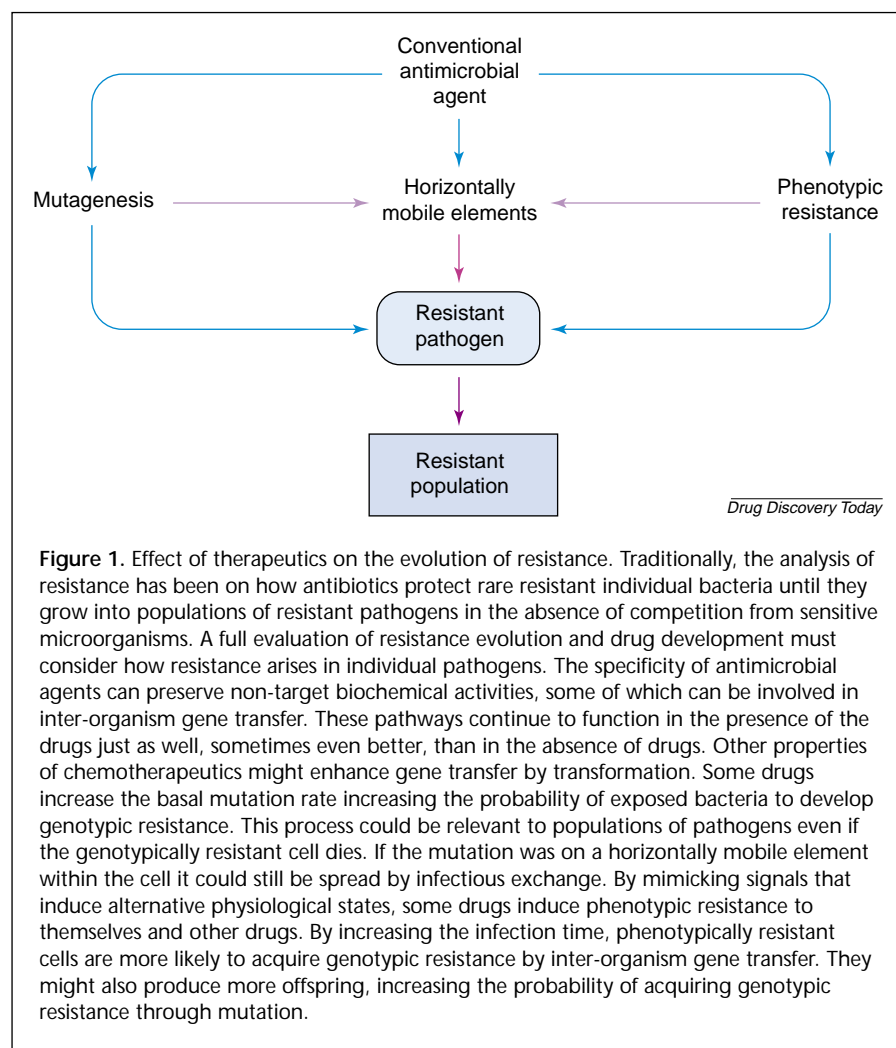 Conventional
antimicrobial
agent
Mutagenesis
Horizontally
mobile elements
Phenotypic
resistance
Resistant
pathogen
Resistant
population
Drug Discovery Today
Figure 1. Effect of therapeutics on the evolution of resistance. Traditionally, the analysis of
resistance has been on how antibiotics protect rare resistant individual bacteria until they
grow into populations of resistant pathogens in the absence of competition from sensitive
microorganisms. A full evaluation of resistance evolution and drug development must
consider how resistance arises in individual pathogens. The specificity of antimicrobial
agents can preserve non-target biochemical activities, some of which can be involved in
inter-organism gene transfer. These pathways continue to function in the presence of the
drugs just as well, sometimes even better, than in the absence of drugs. Other properties
of chemotherapeutics might enhance gene transfer by transformation. Some drugs
increase the basal mutation rate increasing the probability of exposed bacteria to develop
genotypic resistance. This process could be relevant to populations of pathogens even if
the genotypically resistant cell dies. If the mutation was on a horizontally mobile element
within the cell it could still be spread by infectious exchange. By mimicking signals that
induce alternative physiological states, some drugs induce phenotypic resistance to
themselves and other drugs. By increasing the infection time, phenotypically resistant
cells are more likely to acquire genotypic resistance by inter-organism gene transfer. They
might also produce more offspring, increasing the probability of acquiring genotypic
resistance through mutation.